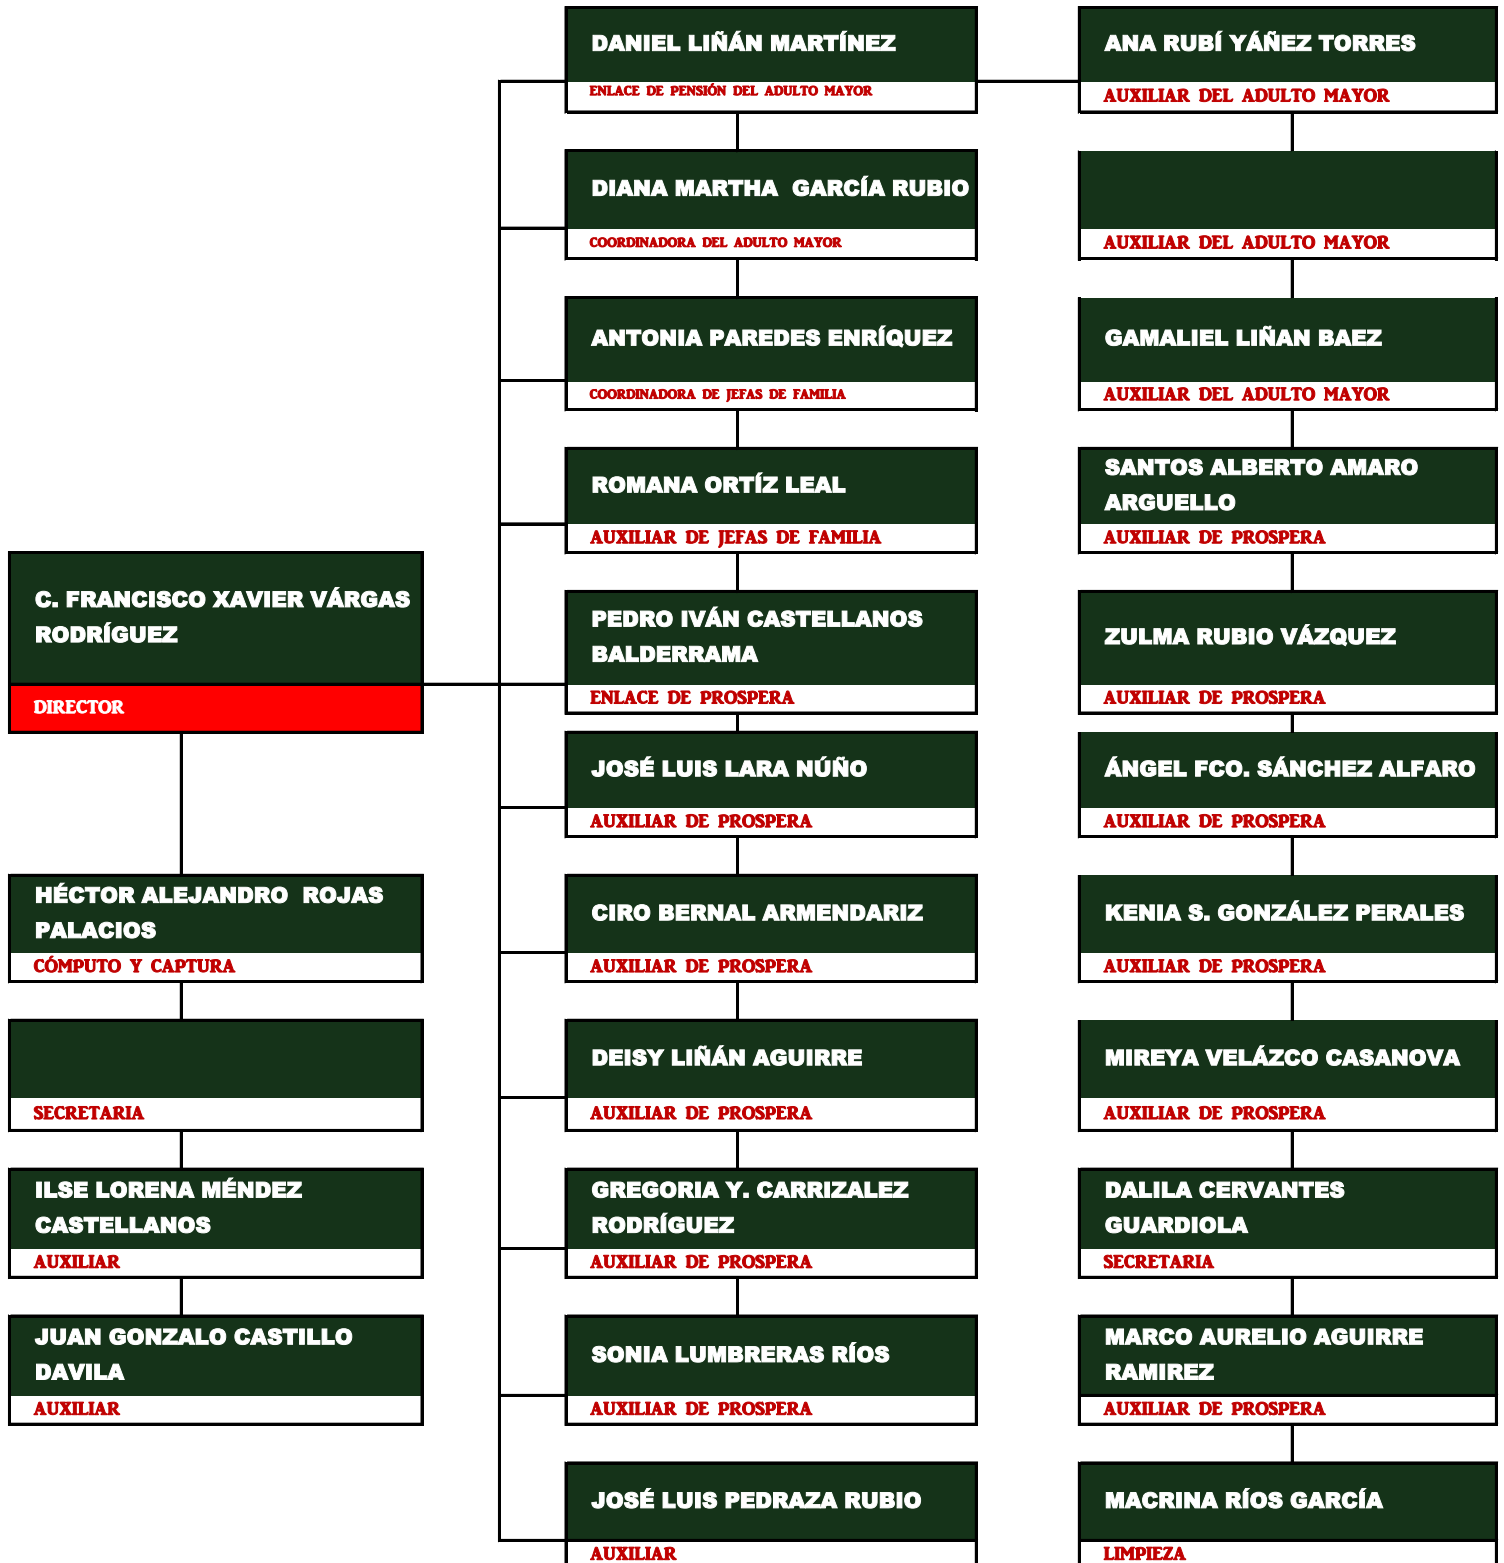 C. FRANCISCO XAVIER VÁRGAS
RODRÍGUEZ
DIRECTOR
HÉCTOR ALEJANDRO  ROJAS
PALACIOS
CÓMPUTO Y CAPTURA
SECRETARIA
ILSE LORENA MÉNDEZ
CASTELLANOS
AUXILIAR
JUAN GONZALO CASTILLO
DAVILA
AUXILIAR
DANIEL LIÑÁN MARTÍNEZ
ENLACE DE PENSIÓN DEL ADULTO MAYOR
DIANA MARTHA  GARCÍA RUBIO
COORDINADORA DEL ADULTO MAYOR
ANTONIA PAREDES ENRÍQUEZ
COORDINADORA DE JEFAS DE FAMILIA
ROMANA ORTÍZ LEAL
AUXILIAR DE JEFAS DE FAMILIA
PEDRO IVÁN CASTELLANOS
BALDERRAMA
ENLACE DE PROSPERA
JOSÉ LUIS LARA NÚÑO
AUXILIAR DE PROSPERA
CIRO BERNAL ARMENDARIZ
AUXILIAR DE PROSPERA
DEISY LIÑÁN AGUIRRE
AUXILIAR DE PROSPERA
GREGORIA Y. CARRIZALEZ
RODRÍGUEZ
AUXILIAR DE PROSPERA
SONIA LUMBRERAS RÍOS
AUXILIAR DE PROSPERA
JOSÉ LUIS PEDRAZA RUBIO
AUXILIAR
ANA RUBÍ YÁÑEZ TORRES
AUXILIAR DEL ADULTO MAYOR
AUXILIAR DEL ADULTO MAYOR
GAMALIEL LIÑAN BAEZ
AUXILIAR DEL ADULTO MAYOR
SANTOS ALBERTO AMARO
ARGUELLO
AUXILIAR DE PROSPERA
ZULMA RUBIO VÁZQUEZ
AUXILIAR DE PROSPERA
ÁNGEL FCO. SÁNCHEZ ALFARO
AUXILIAR DE PROSPERA
KENIA S. GONZÁLEZ PERALES
AUXILIAR DE PROSPERA
MIREYA VELÁZCO CASANOVA
AUXILIAR DE PROSPERA
DALILA CERVANTES
GUARDIOLA
SECRETARIA
MARCO AURELIO AGUIRRE
RAMIREZ
AUXILIAR DE PROSPERA
MACRINA RÍOS GARCÍA
LIMPIEZA